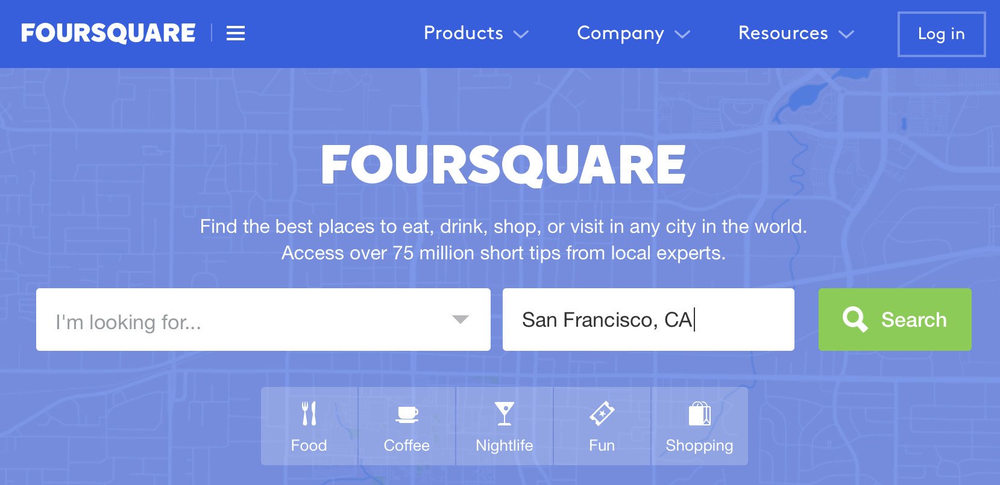 FOURSQUARE
Products
Company
Resources
Log in
FOURSQUARE
Find the best places to eat, drink, shop, or visit in any city in the world.
Access over 75 million short tips from local experts.
I'm looking for...
San Francisco, CA
Search
Food
Coffee
Nightlife
Fun
Shopping